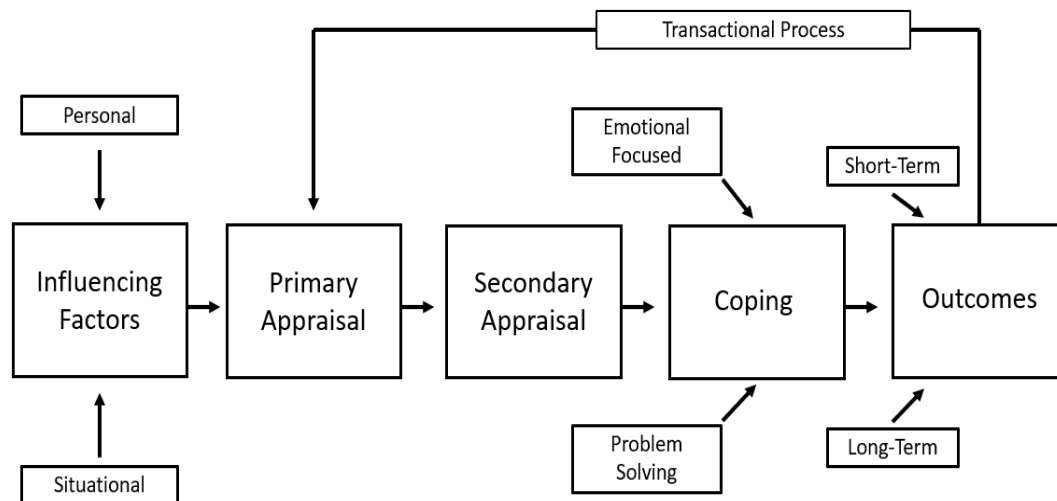 Transactional Process
Personal
Emotional
Focused
Short-Term
Influencing
Factors
Primary
Appraisal
Secondary
Appraisal
Coping
Outcomes
Situational
Problem
Solving
Long-Term